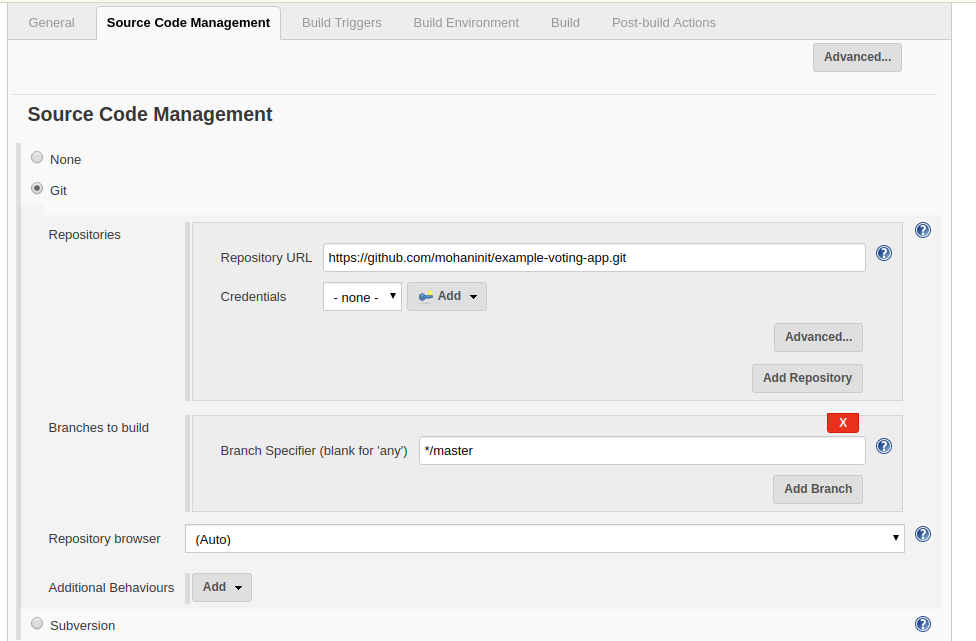 General Source Code Management Build Triggers Build Environment Build Post-build Actions
Advanced...
Source Code Management
None
Git
Repositories
?
Repository URL https://github.com/mohaninit/example-voting-app.git ?
Credentials - none - Add
Advanced...
Add Repository
Branches to build
X
Branch Specifier (blank for 'any') */master ?
Add Branch
Repository browser (Auto) ?
Additional Behaviours Add
Subversion ?